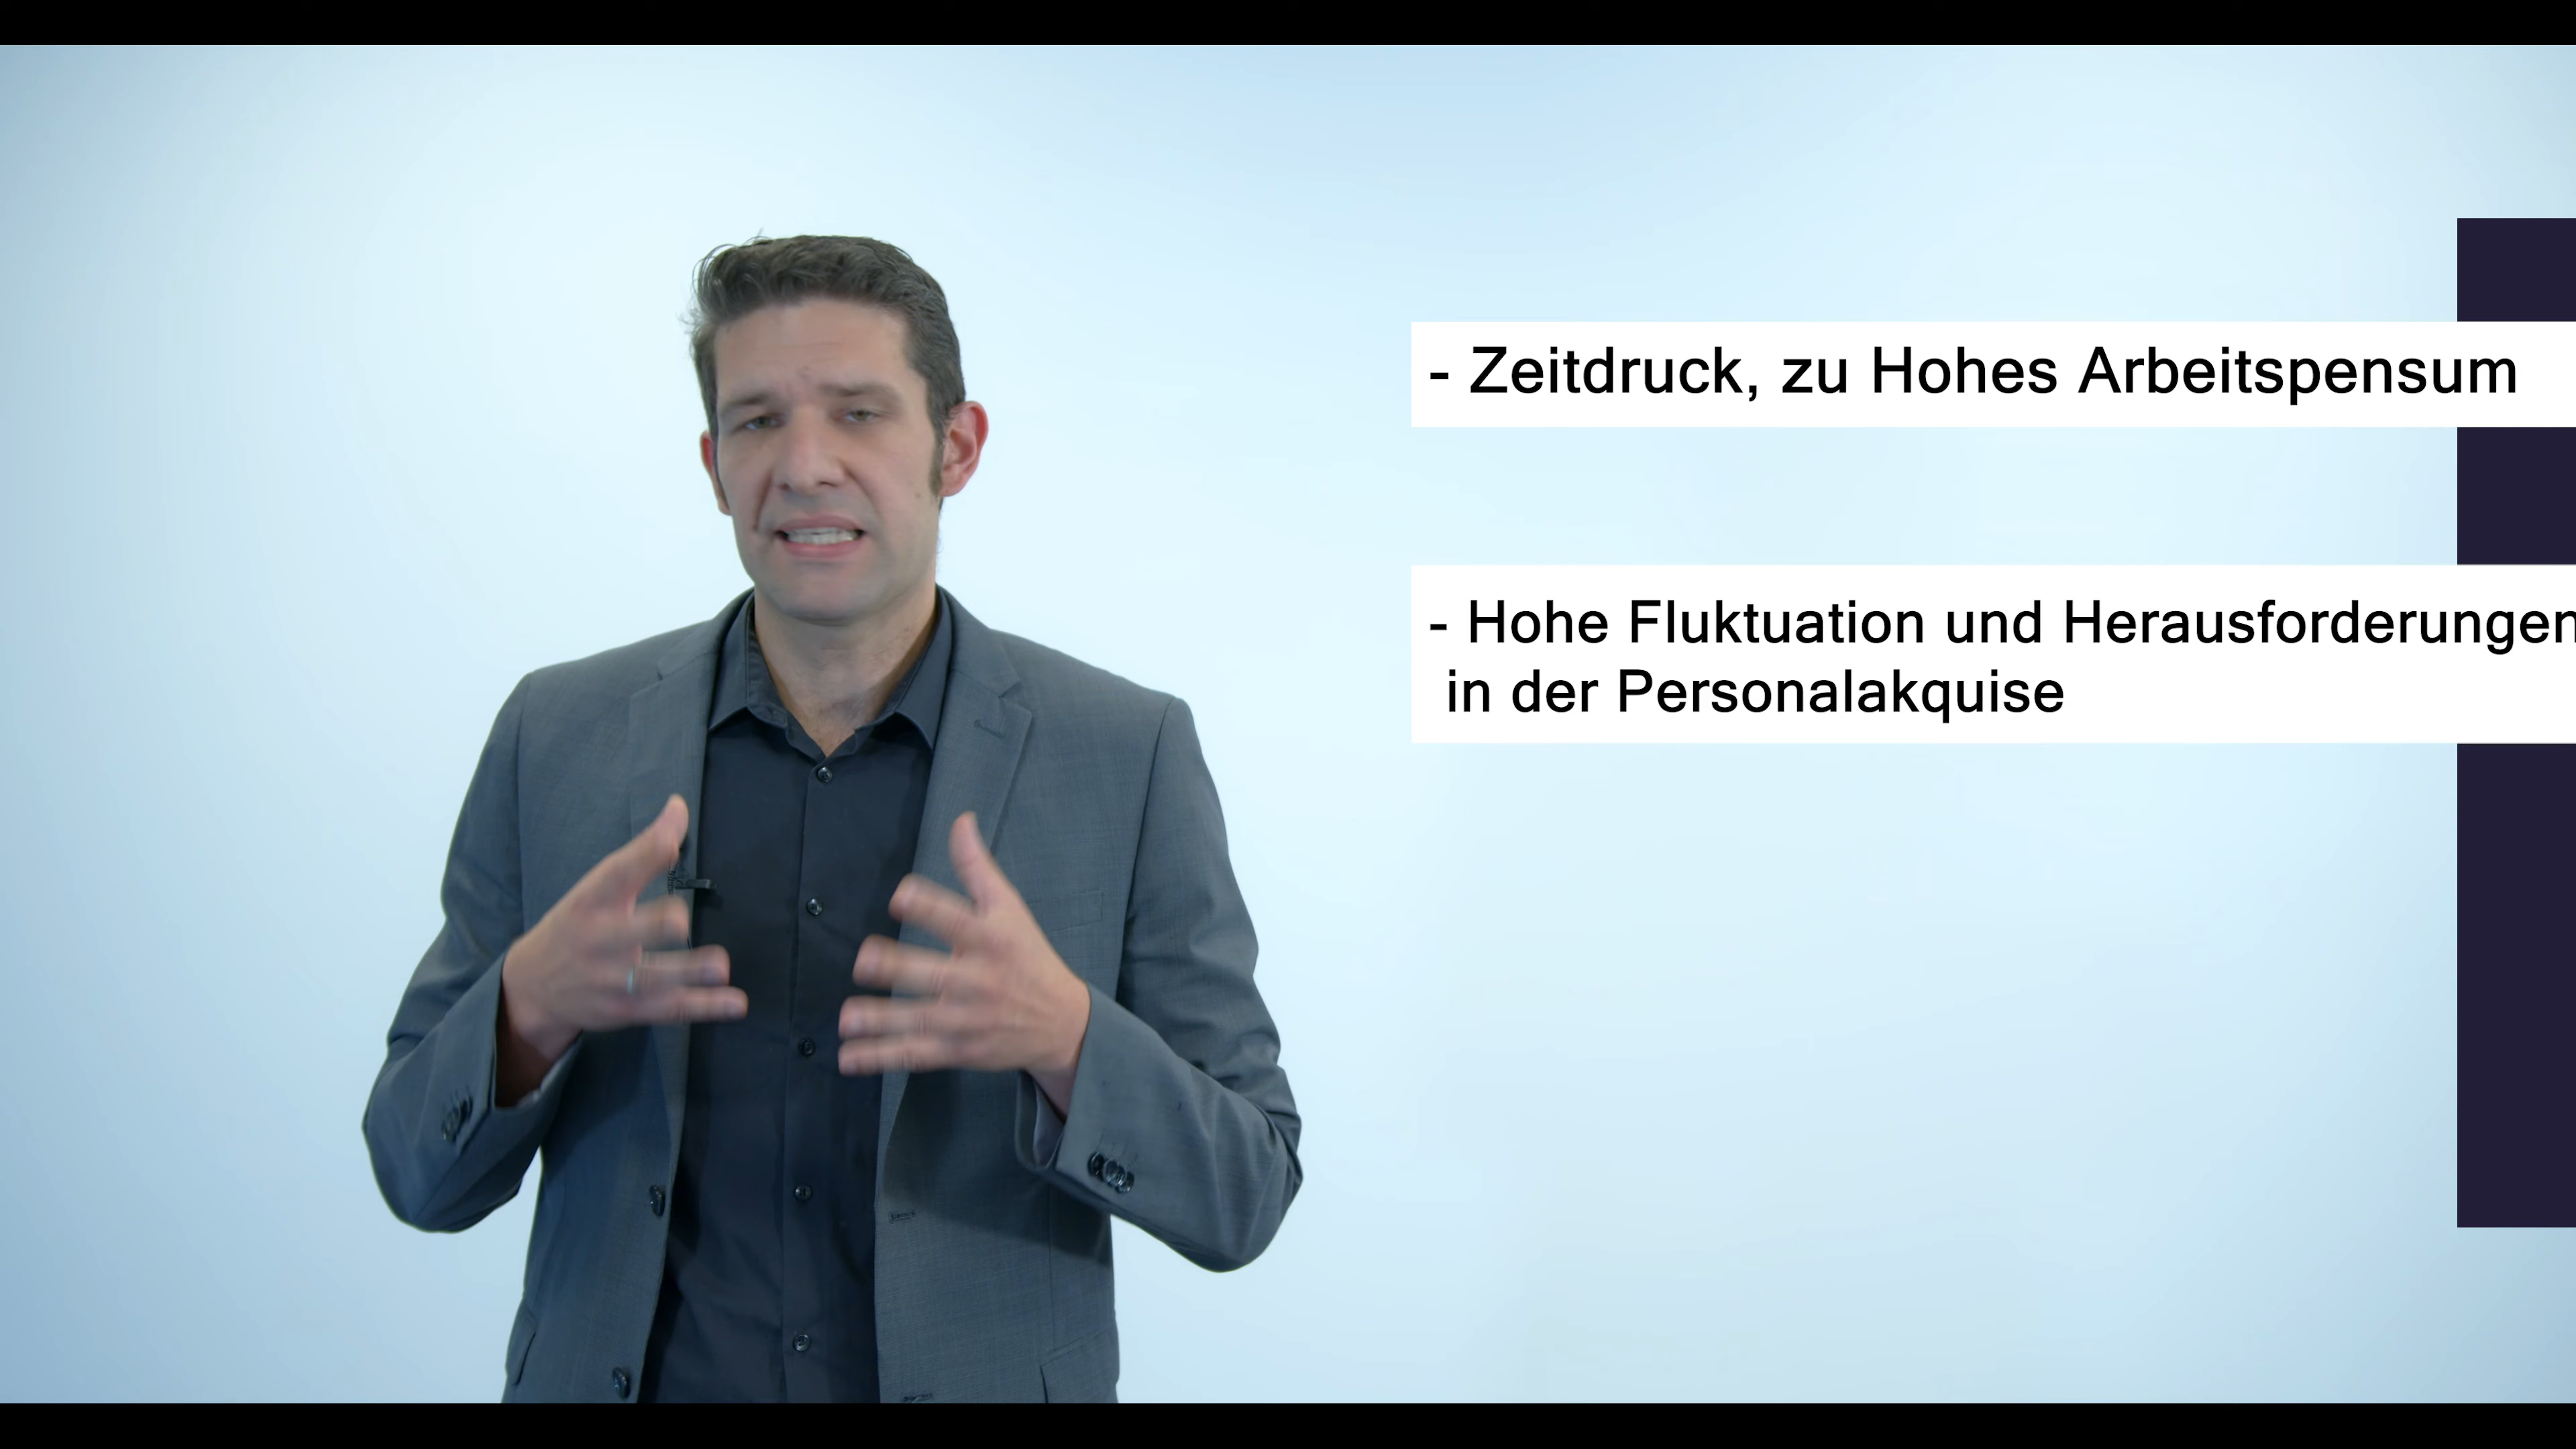 - Zeitdruck, zu Hohes Arbeitspensum
- Hohe Fluktuation und Herausforderungen
in der Personalakquise